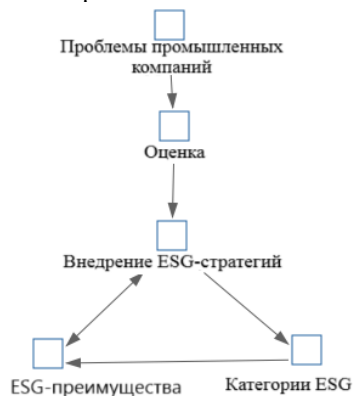 Проблемы промышленных
компаний
Оценка
Внедрение ESG-стратегий
ESG-преимущества
Категории ESG